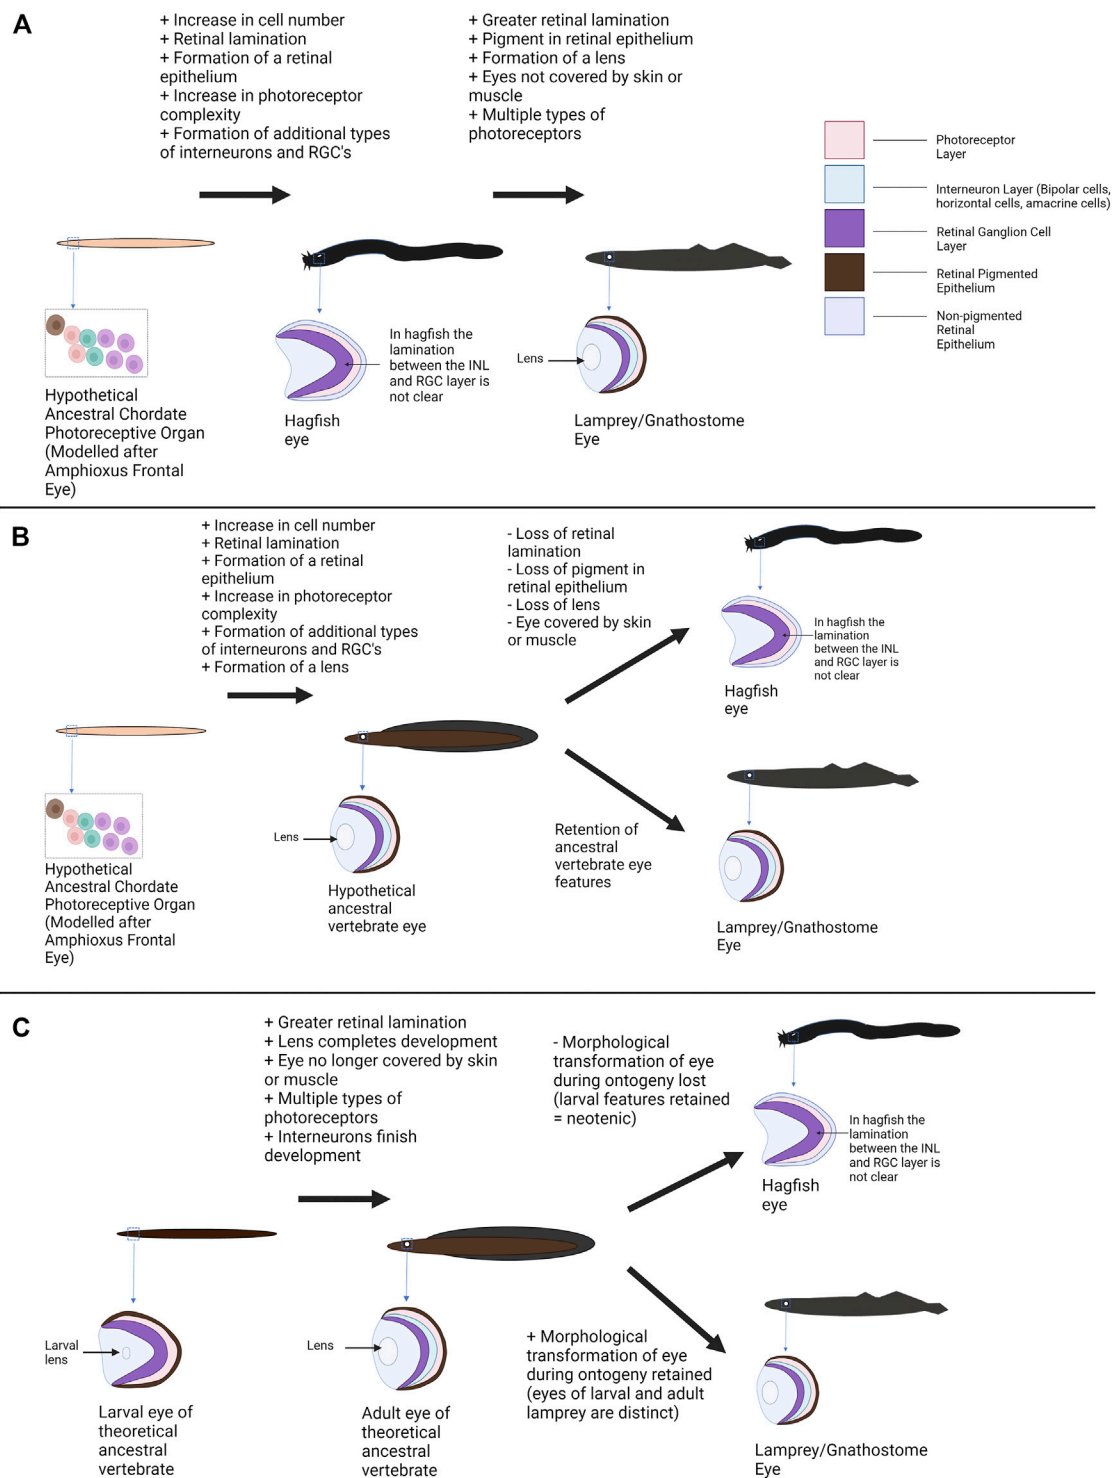 A
+ Increase in cell number
+ Retinal lamination
+ Formation of a retinal
epithelium
+ Increase in photoreceptor
complexity
+ Formation of additional types
of interneurons and RGC's
+ Greater retinal lamination
+ Pigment in retinal epithelium
+ Formation of a lens
+ Eyes not covered by skin or
muscle
+ Multiple types of
photoreceptors
Photoreceptor
Layer
Interneuron Layer (Bipolar cells,
horizontal cells, amacrine cells)
Retinal Ganglion Cell
Layer
Retinal Pigmented
Epithelium
Non-pigmented
Retinal
Epithelium
Hypothetical
Ancestral Chordate
Photoreceptive Organ
(Modelled after
Amphioxus Frontal
Eye)
In hagfish the
lamination
between the INL
and RGC layer is
not clear
Hagfish
eye
Lens
Lamprey/Gnathostome
Eye
B
+ Increase in cell number
+ Retinal lamination
+ Formation of a retinal
epithelium
+ Increase in photoreceptor
complexity
+ Formation of additional types
of interneurons and RGC's
+ Formation of a lens
- Loss of retinal
lamination
- Loss of pigment in
retinal epithelium
- Loss of lens
- Eye covered by skin
or muscle
In hagfish the
lamination
between the INL
and RGC layer is
not clear
Hagfish
eye
Hypothetical
Ancestral Chordate
Photoreceptive Organ
(Modelled after
Amphioxus Frontal
Eye)
Lens
Hypothetical
ancestral
vertebrate eye
Retention of
ancestral
vertebrate eye
features
Lamprey/Gnathostome
Eye
C
+ Greater retinal lamination
+ Lens completes development
+ Eye no longer covered by skin
or muscle
+ Multiple types of
photoreceptors
+ Interneurons finish
development
- Morphological
transformation of eye
during ontogeny lost
(larval features retained
= neotenic)
In hagfish the
lamination
between the INL
and RGC layer is
not clear
Hagfish
eye
Larval
lens
Larval eye of
theoretical
ancestral
vertebrate
Lens
Adult eye of
theoretical
ancestral
vertebrate
+ Morphological
transformation of eye
during ontogeny retained
(eyes of larval and adult
lamprey are distinct)
Lamprey/Gnathostome
Eye